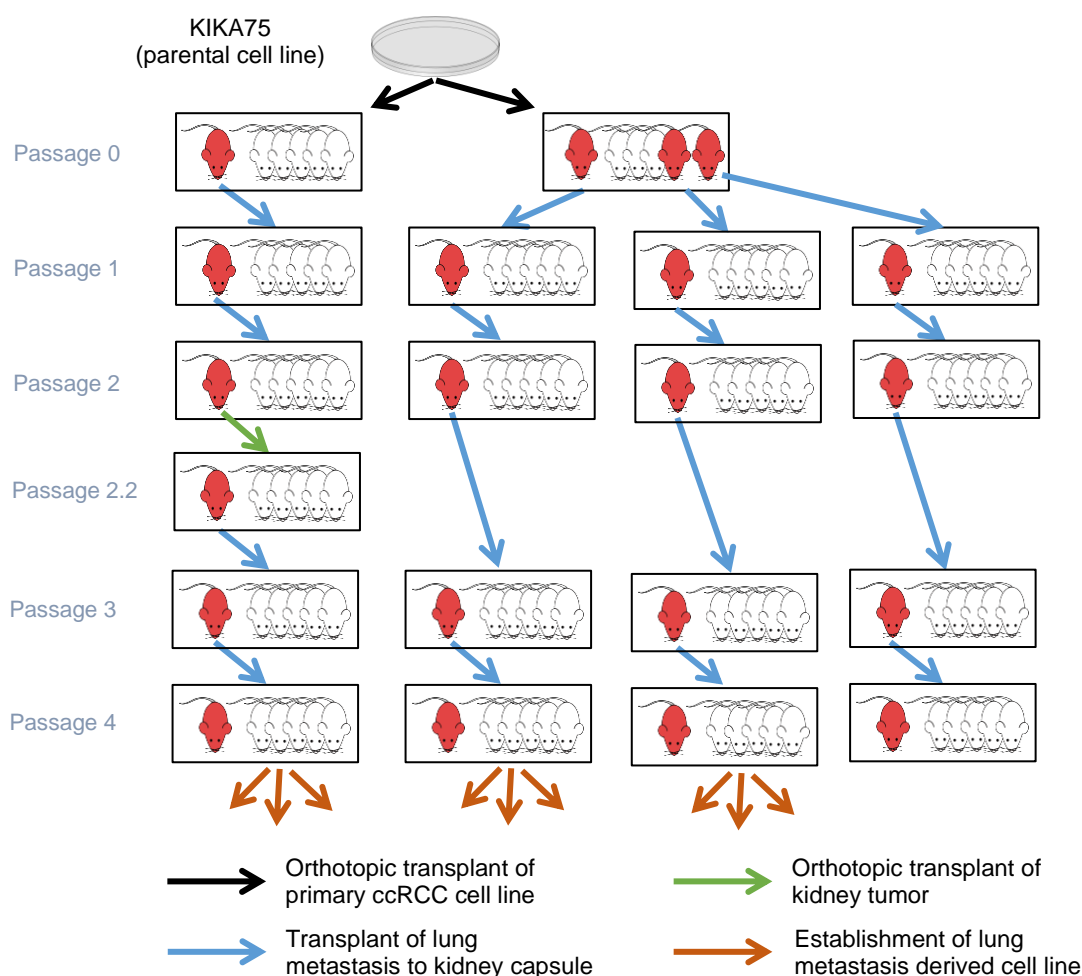 KIKA75
(parental cell line)
Passage 0
Passage 1
Passage 2
Passage 2.2
Passage 3
Passage 4
Orthotopic transplant of
primary ccRCC cell line
Orthotopic transplant of
kidney tumor
Transplant of lung
metastasis to kidney capsule
Establishment of lung
metastasis derived cell line